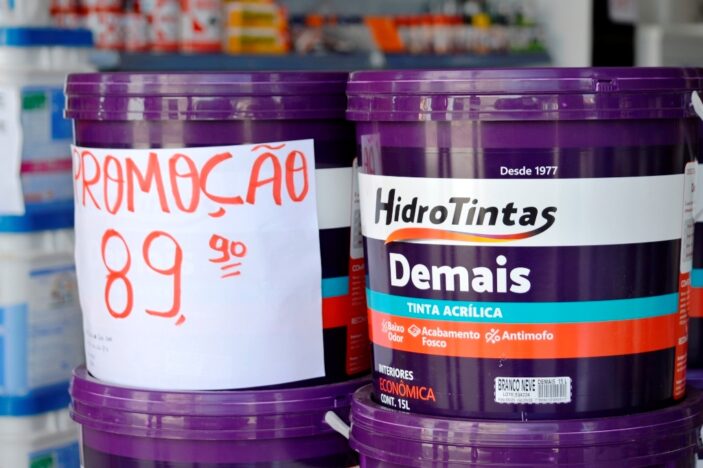 PROMOÇÃO
89,90
Desde 1977
HidroTintas
Demais
TINTA ACRÍLICA
Baixo Odor
Acabamento Fosco
Antimofo
INTERIORES
ECONÔMICA
CONT. 15L
BRANCO NEVE
DEMAIS